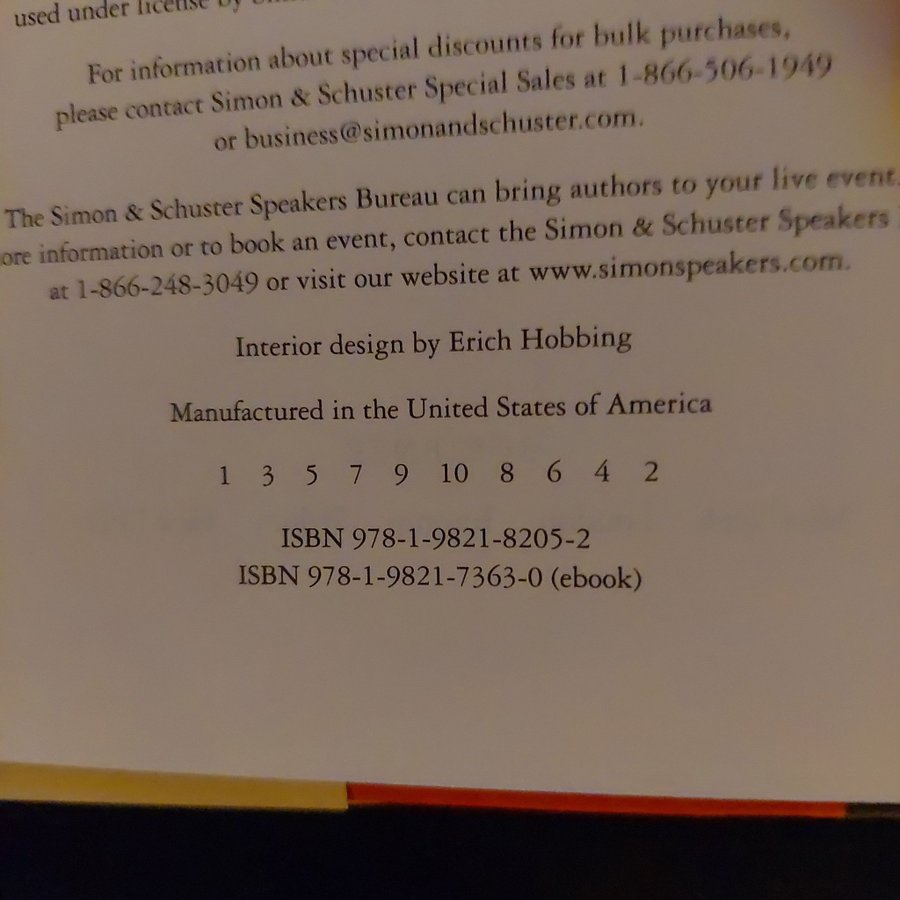 used under license by
For information about special discounts for bulk purchases,
please contact Simon & Schuster Special Sales at 1-866-506-1949
or business@simonandschuster.com.
The Simon & Schuster Speakers Bureau can bring authors to your live event.
ore information or to book an event, contact the Simon & Schuster Speakers
at 1-866-248-3049 or visit our website at www.simonspeakers.com.
Interior design by Erich Hobbing
Manufactured in the United States of America
1 3 5 7 9 10 8 6 4 2
ISBN 978-1-9821-8205-2
ISBN 978-1-9821-7363-0 (ebook)